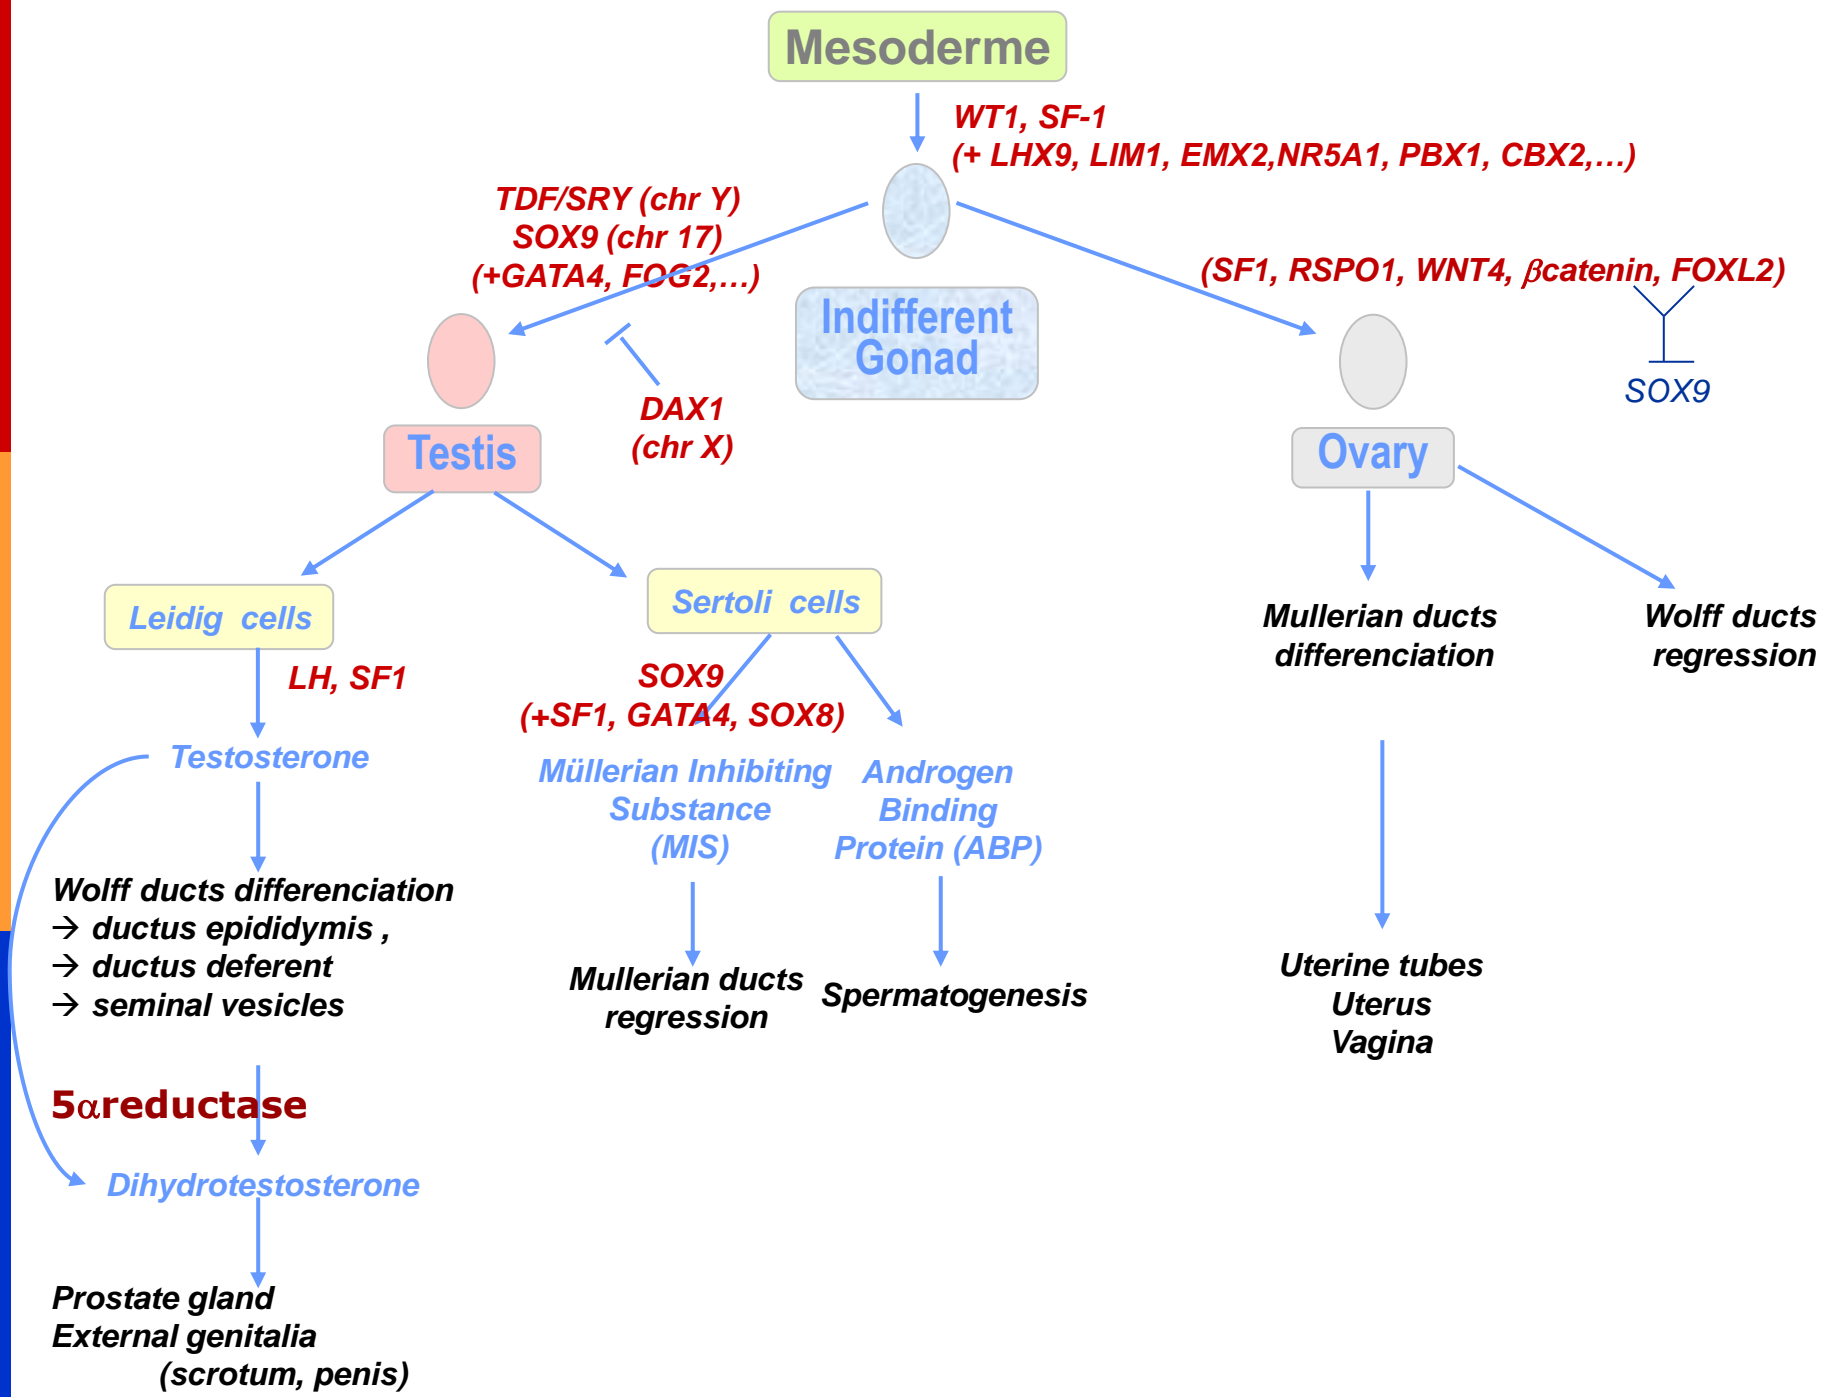 Mesoderme
WT1, SF-1
(+ LHX9, LIM1, EMX2,NR5A1, PBX1, CBX2,...)
TDF/SRY (chr Y)
SOX9 (chr 17)
(+GATA4, FOG2,...)
(SF1, RSPO1, WNT4, βcatenin, FOXL2)
Indifferent
Gonad
SOX9
DAX1
(chr X)
Testis
Ovary
Leidig cells
Sertoli cells
Mullerian ducts
differenciation
Wolff ducts
regression
LH, SF1
SOX9
(+SF1, GATA4, SOX8)
Testosterone
Müllerian Inhibiting
Substance
(MIS)
Androgen
Binding
Protein (ABP)
Wolff ducts differenciation
→ ductus epididymis ,
→ ductus deferent
→ seminal vesicles
Mullerian ducts
regression
Spermatogenesis
Uterine tubes
Uterus
Vagina
5αreductase
Dihydrotestosterone
Prostate gland
External genitalia
(scrotum, penis)